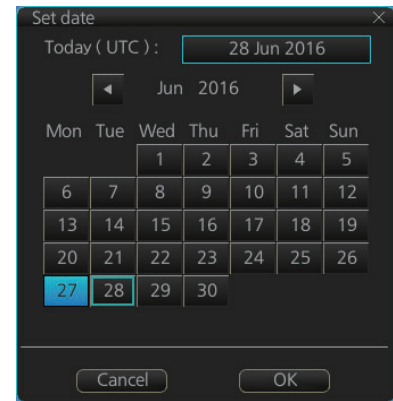 Set date
Today ( UTC ) : 28 Jun 2016
Jun 2016
Mon Tue Wed Thu Fri Sat Sun
1 2 3 4 5
6 7 8 9 10 11 12
13 14 15 16 17 18 19
20 21 22 23 24 25 26
27 28 29 30
Cancel OK